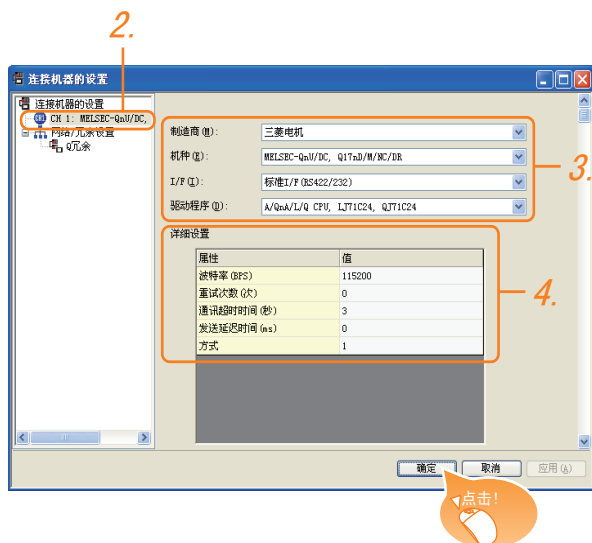 2.
连接机器的设置
连接机器的设置
CH1 CH 1: MELSEC-QnU/DC,
网络/冗余设置
Q冗余
制造商(M): 三菱电机
机种(E): MELSEC-QnU/DC, Q17nD/M/NC/DR
I/F(I): 标准I/F(RS422/232)
驱动程序(D): A/QnA/L/Q CPU, LJ71C24, QJ71C24
3.
详细设置
属性 值
波特率(BPS) 115200
重试次数(次) 0
通讯超时时间(秒) 3
发送延迟时间(ms) 0
方式 1
4.
确定 取消 应用(A)
点击!